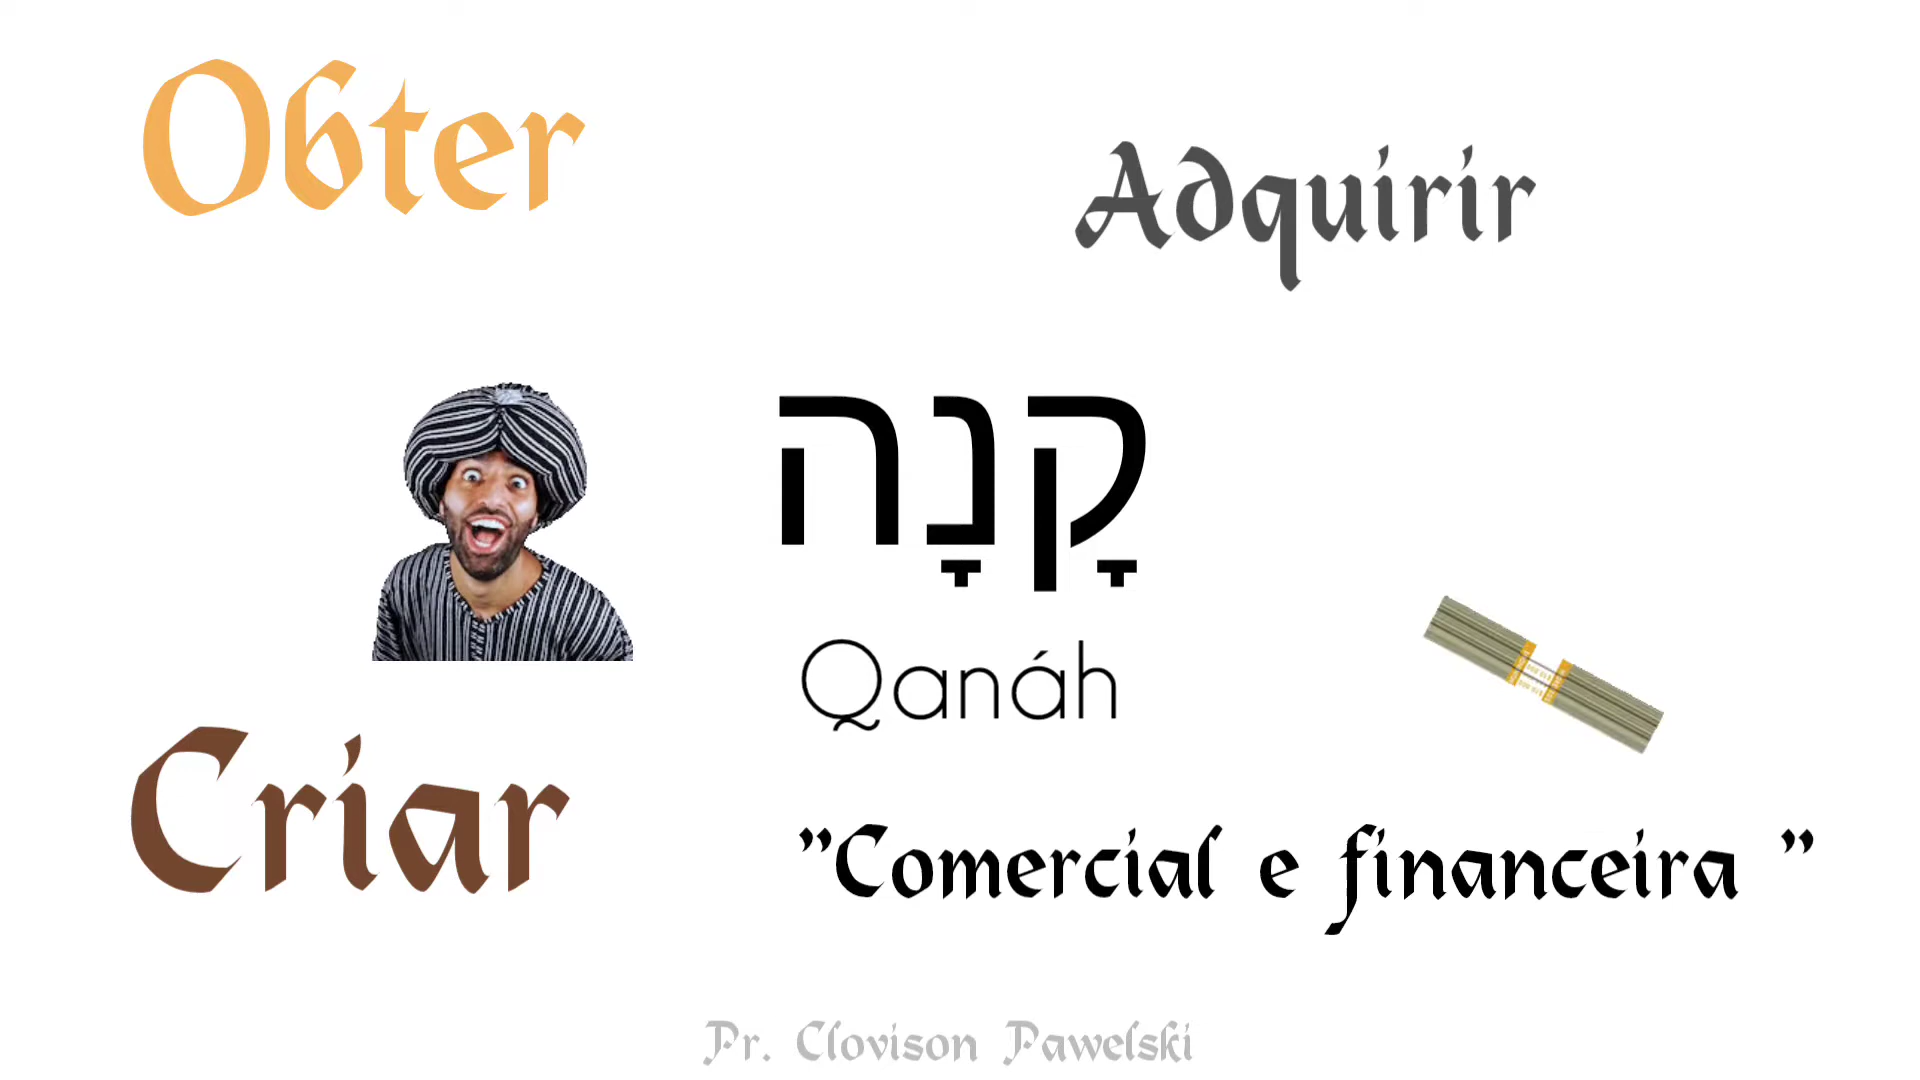 Obter
Adquirir
קָנָה
Qanáh
Criar
"Comercial e financeira "
Pr. Clovison Pawelski